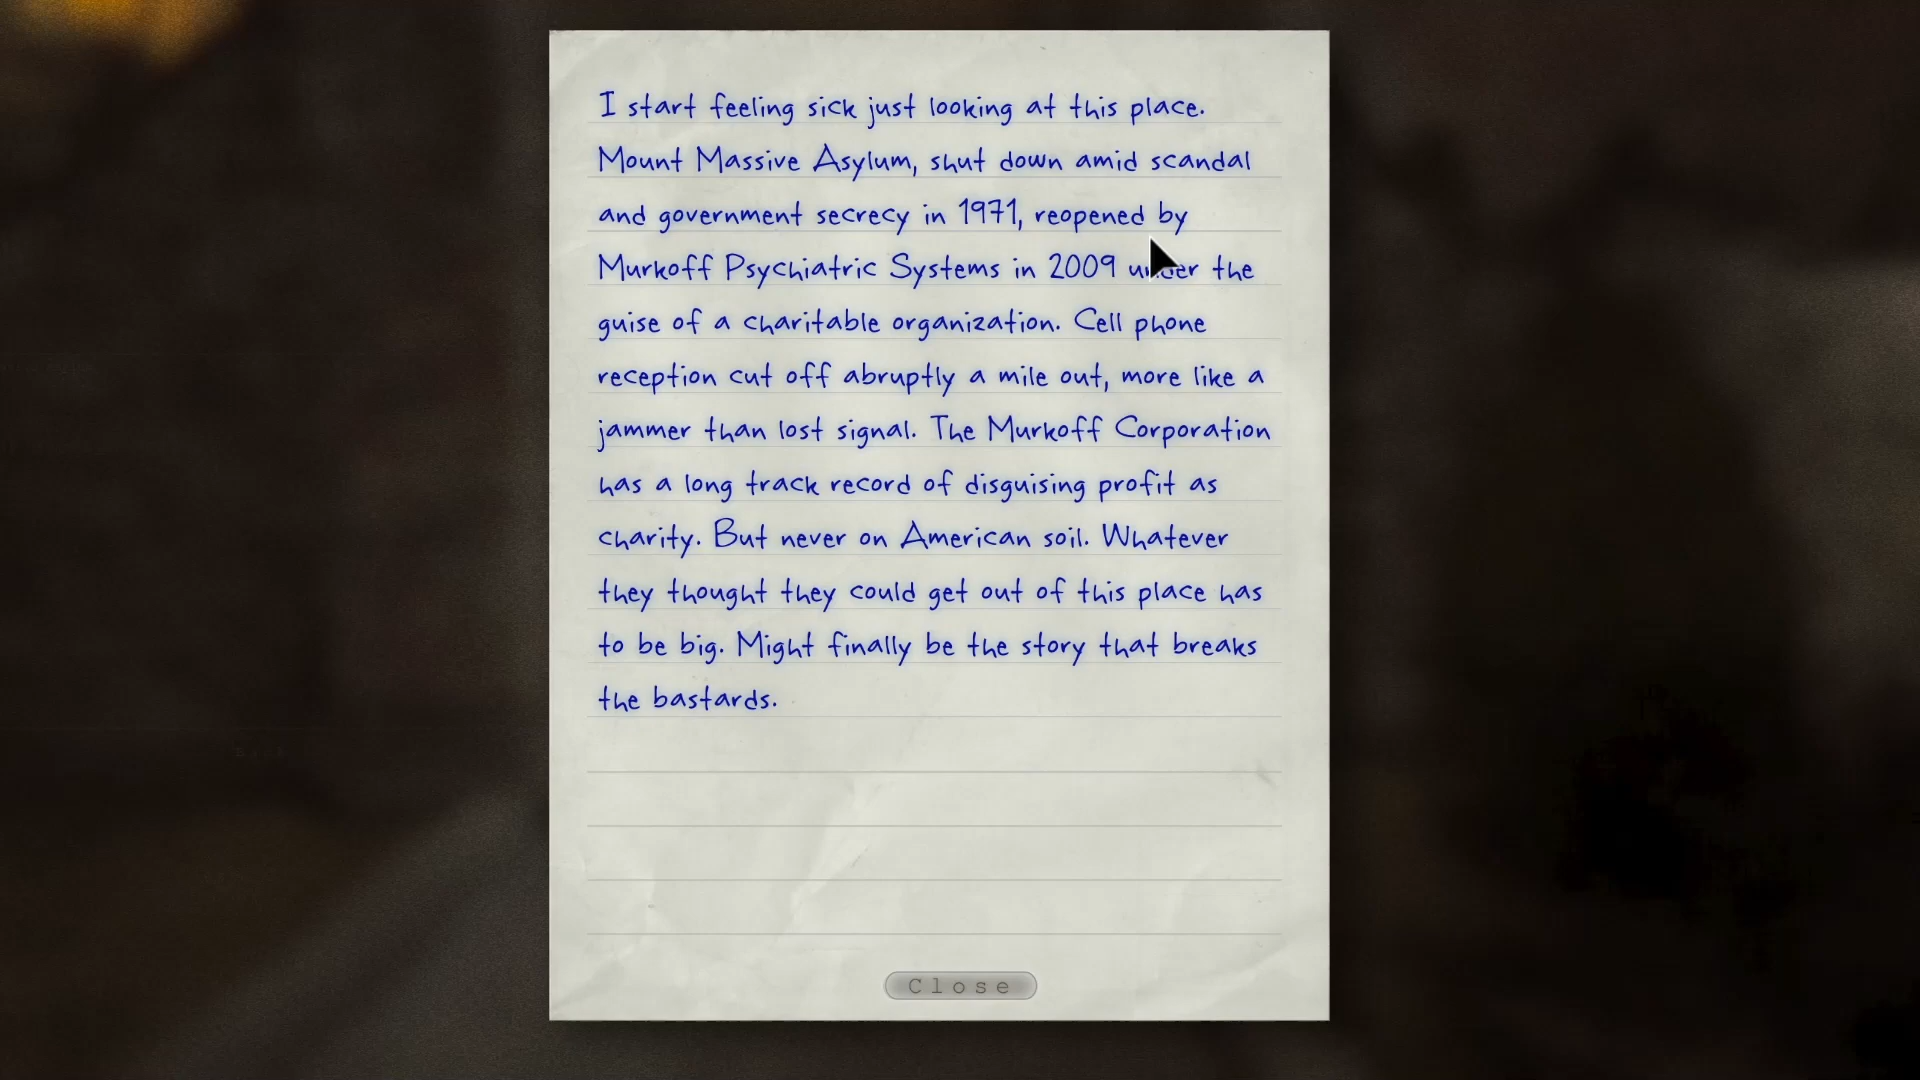 I start feeling sick just looking at this place.
Mount Massive Asylum, shut down amid scandal
and government secrecy in 1971, reopened by
Murkoff Psychiatric Systems in 2009 under the
guise of a charitable organization. Cell phone
reception cut off abruptly a mile out, more like a
jammer than lost signal. The Murkoff Corporation
has a long track record of disguising profit as
charity. But never on American soil. Whatever
they thought they could get out of this place has
to be big. Might finally be the story that breaks
the bastards.
Close